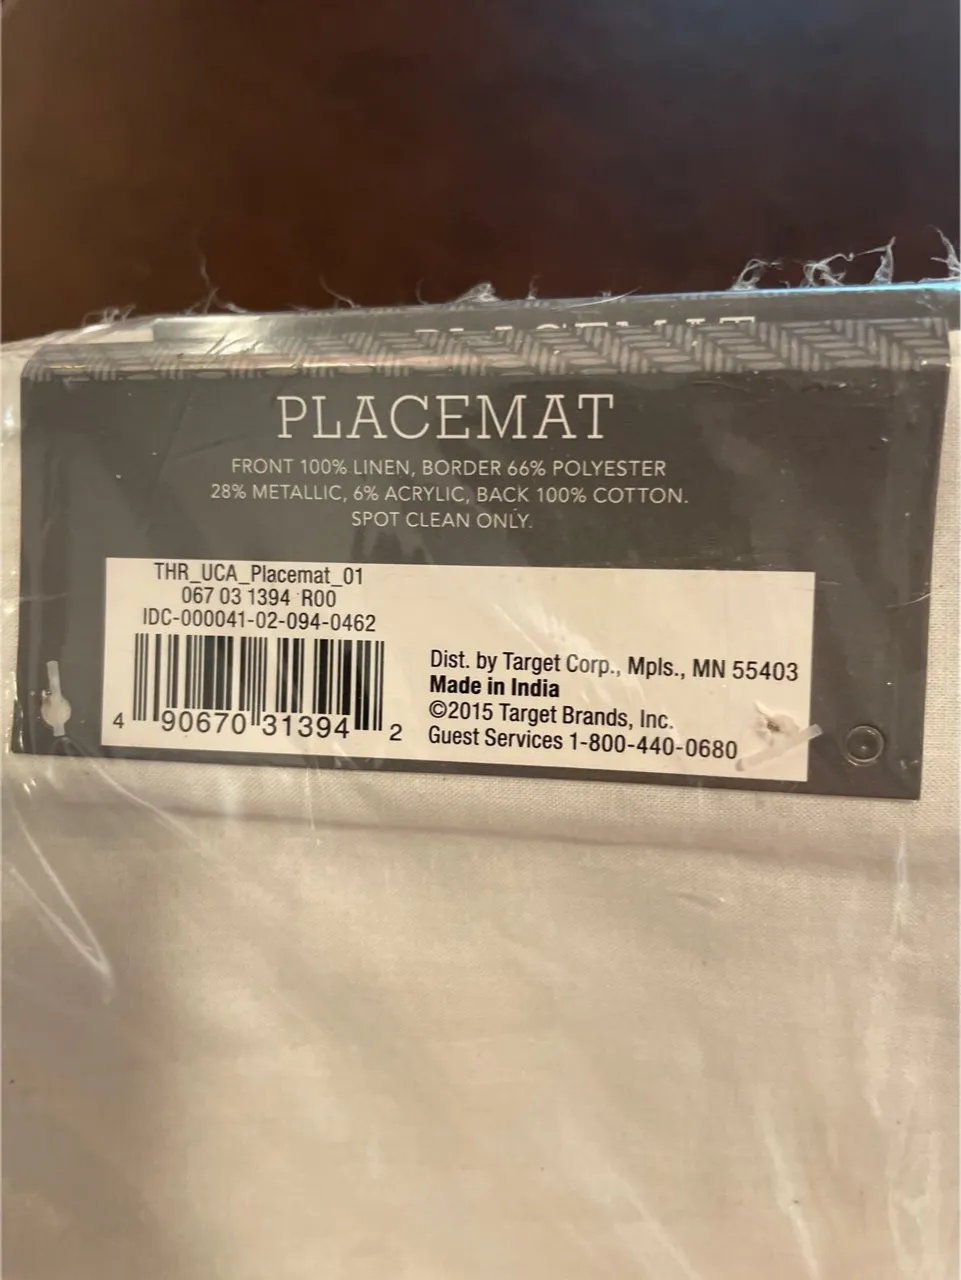 PLACEMAT
PLACEMAT
FRONT 100% LINEN, BORDER 66% POLYESTER
28% METALLIC, 6% ACRYLIC, BACK 100% COTTON.
SPOT CLEAN ONLY.
THR_UCA_Placemat_01
067 03 1394 R00
IDC-000041-02-094-0462
4 90670 31394 2
Dist. by Target Corp., Mpls., MN 55403
Made in India
©2015 Target Brands, Inc.
Guest Services 1-800-440-0680